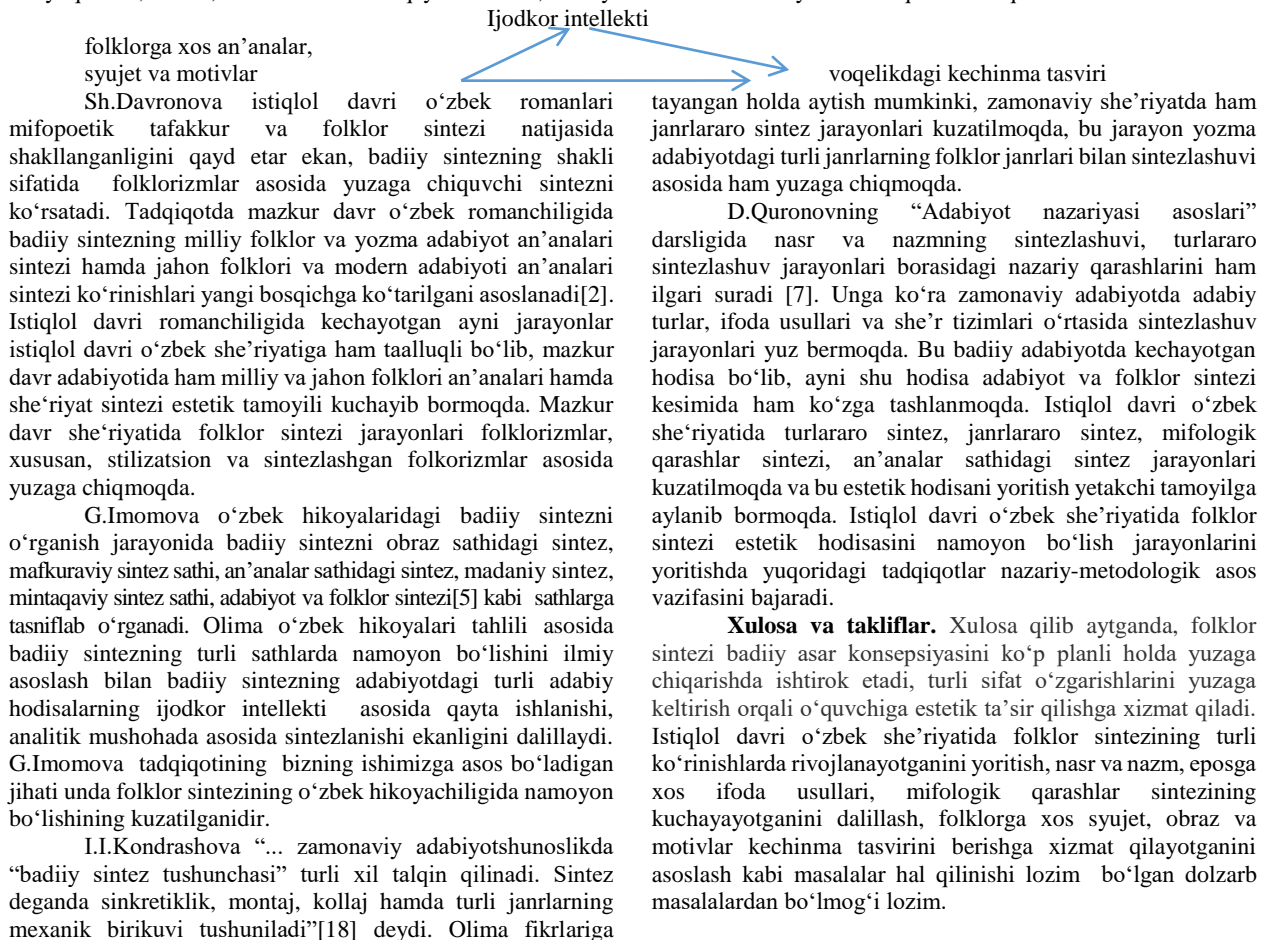 Ijodkor intellekti
folklorga xos an’analar,
syujet va motivlar
voqelikdagi kechinma tasviri
Sh.Davronova istiqlol davri o‘zbek romanlari
mifopoetik tafakkur va folklor sintezi natijasida
shakllanganligini qayd etar ekan, badiiy sintezning shakli
sifatida folklorizmlar asosida yuzaga chiquvchi sintezni
ko‘rsatadi. Tadqiqotda mazkur davr o‘zbek romanchiligida
badiiy sintezning milliy folklor va yozma adabiyot an’analari
sintezi hamda jahon folklori va modern adabiyoti an’analari
sintezi ko‘rinishlari yangi bosqichga ko‘tarilgani asoslanadi[2].
Istiqlol davri romanchiligida kechayotgan ayni jarayonlar
istiqlol davri o‘zbek she’riyatiga ham taalluqli bo‘lib, mazkur
davr adabiyotida ham milliy va jahon folklori an’analari hamda
she’riyat sintezi estetik tamoyili kuchayib bormoqda. Mazkur
davr she’riyatida folklor sintezi jarayonlari folklorizmlar,
xususan, stilizatsion va sintezlashgan folkorizmlar asosida
yuzaga chiqmoqda.
G.Imomova o‘zbek hikoyalaridagi badiiy sintezni
o‘rganish jarayonida badiiy sintezni obraz sathidagi sintez,
mafkuraviy sintez sathi, an’analar sathidagi sintez, madaniy sintez,
mintaqaviy sintez sathi, adabiyot va folklor sintezi[5] kabi sathlarga
tasniflab o‘rganadi. Olima o‘zbek hikoyalari tahlili asosida
badiiy sintezning turli sathlarda namoyon bo‘lishini ilmiy
asoslash bilan badiiy sintezning adabiyotdagi turli adabiy
hodisalarning ijodkor intellekti asosida qayta ishlanishi,
analitik mushohada asosida sintezlanishi ekanligini dalillaydi.
G.Imomova tadqiqotining bizning ishimizga asos bo‘ladigan
jihati unda folklor sintezining o‘zbek hikoyachiligida namoyon
bo‘lishining kuzatilganidir.
I.I.Kondrashova “... zamonaviy adabiyotshunoslikda
“badiiy sintez tushunchasi” turli xil talqin qilinadi. Sintez
deganda sinkretiklik, montaj, kollaj hamda turli janrlarning
mexanik birikuvi tushuniladi”[18] deydi. Olima fikrlariga
tayangan holda aytish mumkinki, zamonaviy she’riyatda ham
janrlararo sintez jarayonlari kuzatilmoqda, bu jarayon yozma
adabiyotdagi turli janrlarning folklor janrlari bilan sintezlashuvi
asosida ham yuzaga chiqmoqda.
D.Quronovning “Adabiyot nazariyasi asoslari”
darsligida nasr va nazmning sintezlashuvi, turlararo
sintezlashuv jarayonlari borasidagi nazariy qarashlarini ham
ilgari suradi [7]. Unga ko‘ra zamonaviy adabiyotda adabiy
turlar, ifoda usullari va she’r tizimlari o‘rtasida sintezlashuv
jarayonlari yuz bermoqda. Bu badiiy adabiyotda kechayotgan
hodisa bo‘lib, ayni shu hodisa adabiyot va folklor sintezi
kesimida ham ko‘zga tashlanmoqda. Istiqlol davri o‘zbek
she’riyatida turlararo sintez, janrlararo sintez, mifologik
qarashlar sintezi, an’analar sathidagi sintez jarayonlari
kuzatilmoqda va bu estetik hodisani yoritish yetakchi tamoyilga
aylanib bormoqda. Istiqlol davri o‘zbek she’riyatida folklor
sintezi estetik hodisasini namoyon bo‘lish jarayonlarini
yoritishda yuqoridagi tadqiqotlar nazariy-metodologik asos
vazifasini bajaradi.
Xulosa va takliflar. Xulosa qilib aytganda, folklor
sintezi badiiy asar konsepsiyasini ko‘p planli holda yuzaga
chiqarishda ishtirok etadi, turli sifat o‘zgarishlarini yuzaga
keltirish orqali o‘quvchiga estetik ta’sir qilishga xizmat qiladi.
Istiqlol davri o‘zbek she’riyatida folklor sintezining turli
ko‘rinishlarda rivojlanayotganini yoritish, nasr va nazm, eposga
xos ifoda usullari, mifologik qarashlar sintezining
kuchayayotganini dalillash, folklorga xos syujet, obraz va
motivlar kechinma tasvirini berishga xizmat qilayotganini
asoslash kabi masalalar hal qilinishi lozim bo‘lgan dolzarb
masalalardan bo‘lmog‘i lozim.